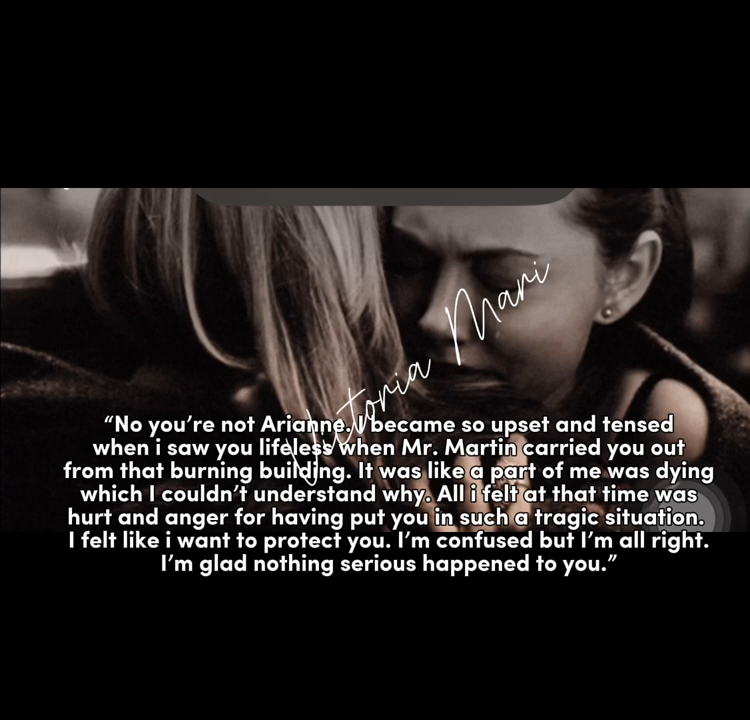 Victoria Mari
“No you’re not Arianne. I became so upset and tensed
when i saw you lifeless when Mr. Martin carried you out
from that burning building. It was like a part of me was dying
which I couldn’t understand why. All i felt at that time was
hurt and anger for having put you in such a tragic situation.
I felt like i want to protect you. I’m confused but I’m all right.
I’m glad nothing serious happened to you.”